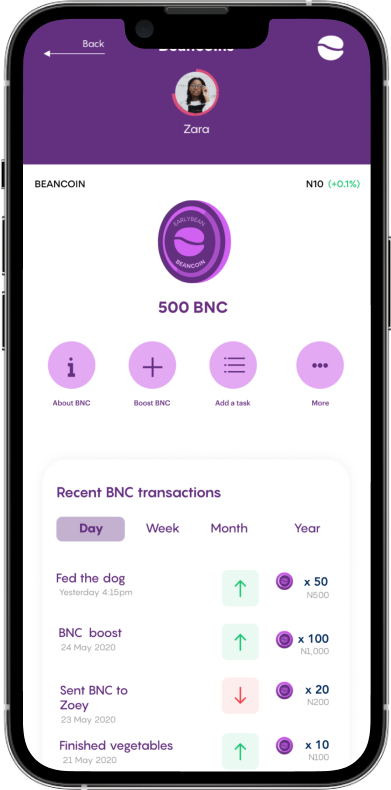 Back
Beancoins
Zara
BEANCOIN N10 (+0.1%)
EARLYBEAN
BEANCOIN
500 BNC
About BNC Boost BNC Add a task More
Recent BNC transactions
Day Week Month Year
Fed the dog x 50
Yesterday 4:15pm N500
BNC boost x 100
24 May 2020 N1,000
Sent BNC to x 20
Zoey N200
23 May 2020
Finished vegetables x 10
21 May 2020 N100